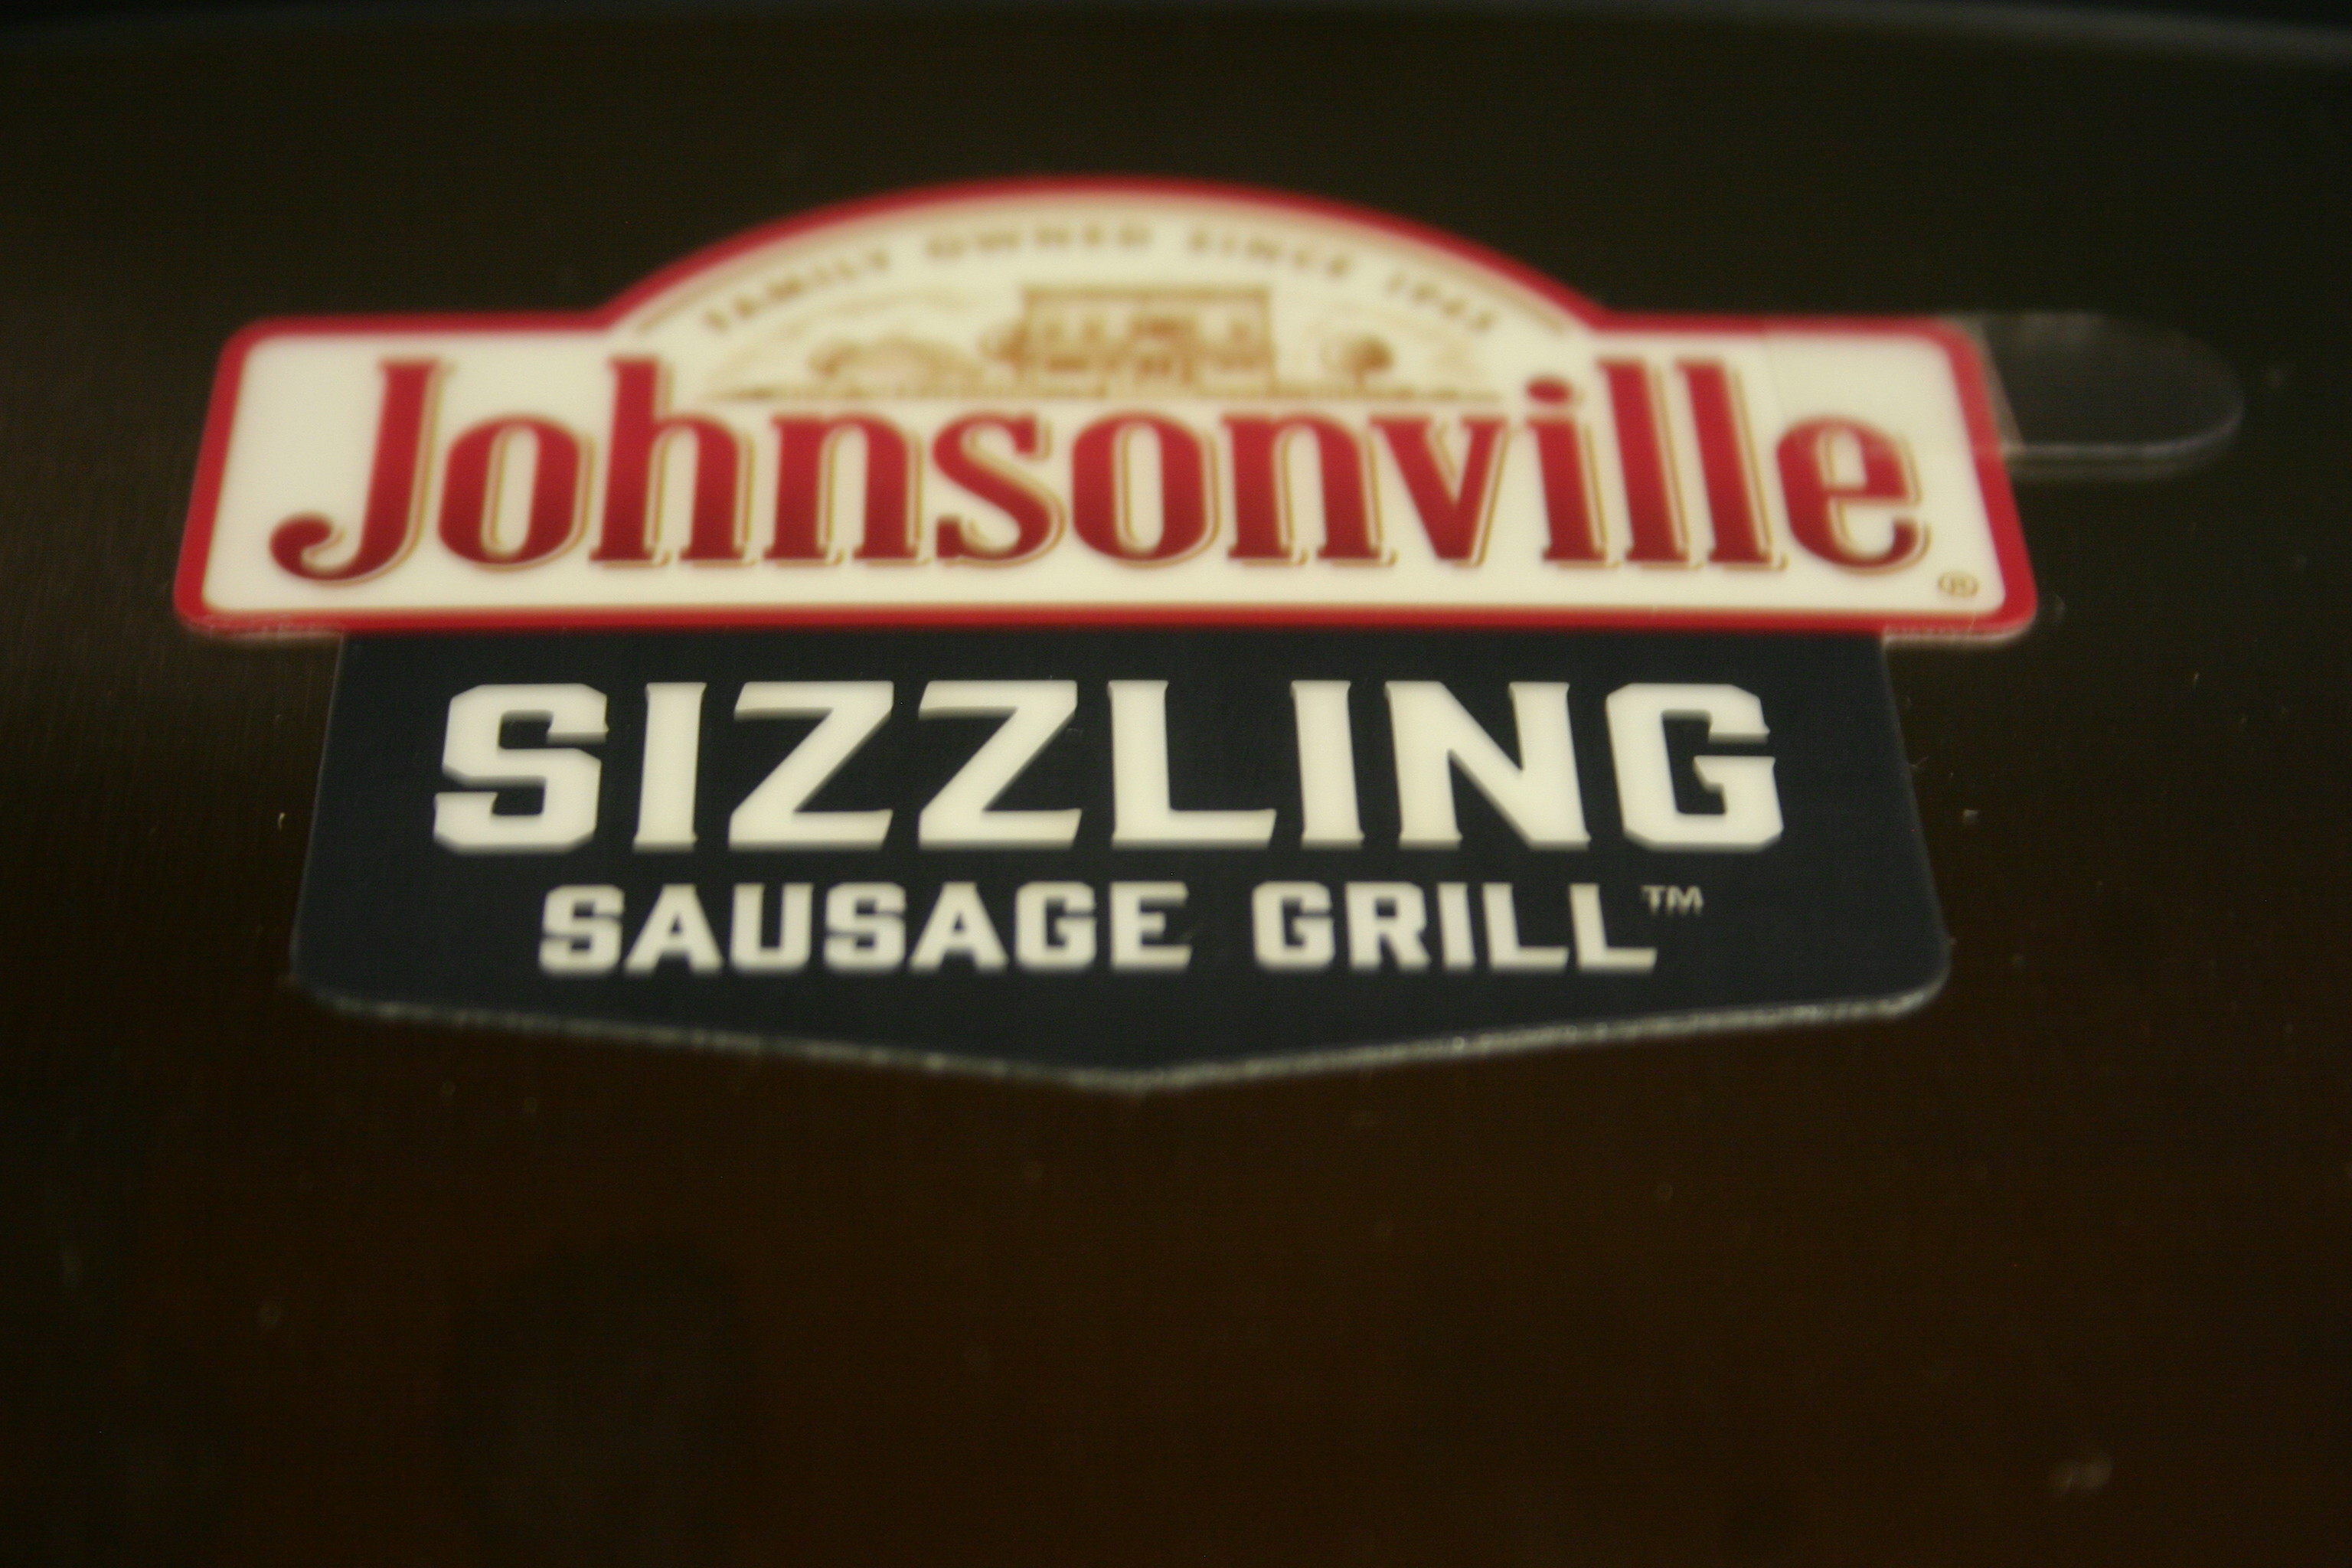 FAMILY OWNED SINCE 1945
Johnsonville®
SIZZLING
SAUSAGE GRILL™